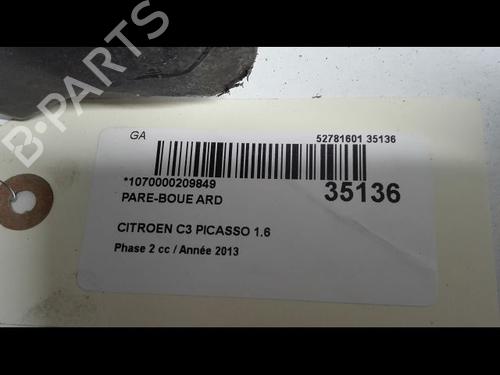 B-PARTS
GA
52781601 35136
*1070000209849
35136
PARE-BOUE ARD
CITROEN C3 PICASSO 1.6
Phase 2 cc / Année 2013